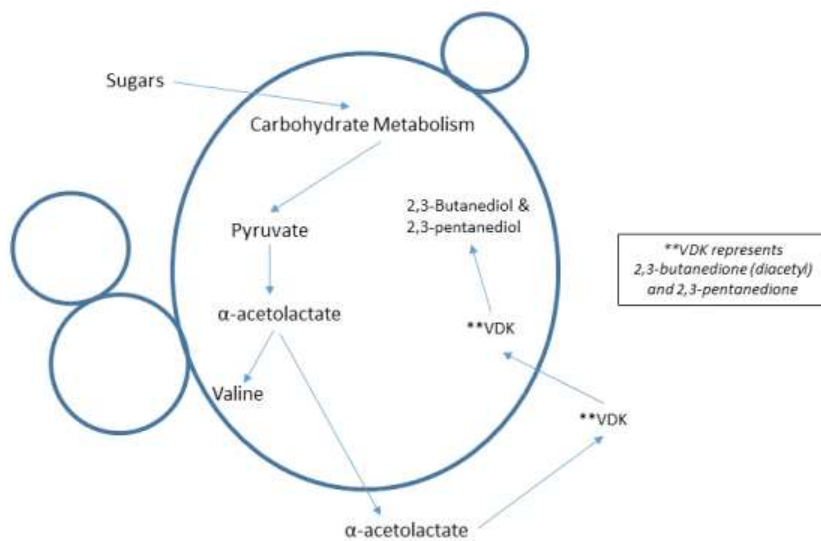 Sugars
Carbohydrate Metabolism
2,3-Butanediol &
2,3-pentanediol
Pyruvate
**VDK represents
2,3-butanedione (diacetyl)
and 2,3-pentanedione
α-acetolactate
**VDK
Valine
**VDK
α-acetolactate